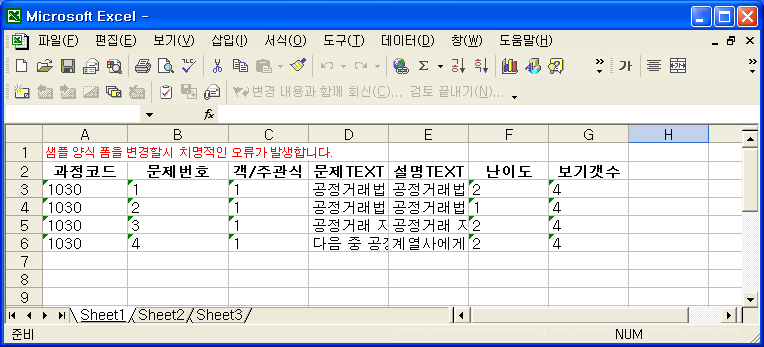 Microsoft Excel -
파일(F) 편집(E) 보기(V) 삽입(I) 서식(O) 도구(T) 데이터(D) 창(W) 도움말(H)
Σ 가
변경 내용과 함께 회신(C)... 검토 끝내기(N)...
fx
A B C D E F G H
1 샘플 양식 폼을 변경할시 치명적인 오류가 발생합니다.
2 과정코드 문제번호 객/주관식 문제TEXT 설명TEXT 난이도 보기갯수
3 1030 1 1 공정거래법 공정거래법 2 4
4 1030 2 1 공정거래법 공정거래법 1 4
5 1030 3 1 공정거래 공정거래 2 4
6 1030 4 1 다음 중 계열사에게 2 4
7
8
9
Sheet1 Sheet2 Sheet3
준비 NUM